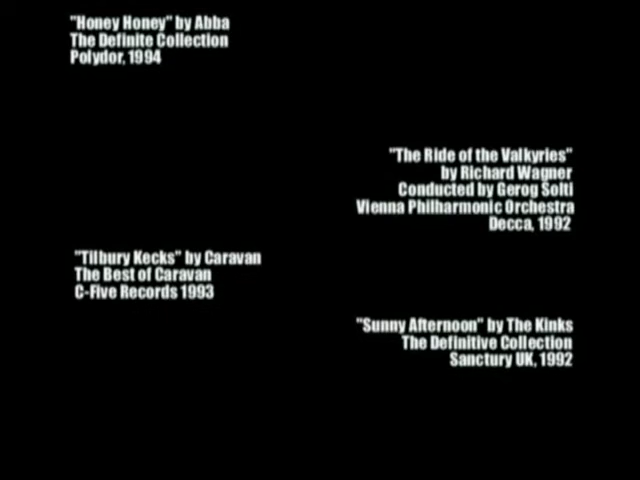 "Honey Honey" by Abba
The Definite Collection
Polydor, 1994
"The Ride of the Valkyries"
by Richard Wagner
Conducted by Gerog Solti
Vienna Philharmonic Orchestra
Decca, 1992
"Tilbury Kecks" by Caravan
The Best of Caravan
C-Five Records 1993
"Sunny Afternoon" by The Kinks
The Definitive Collection
Sanctury UK, 1992